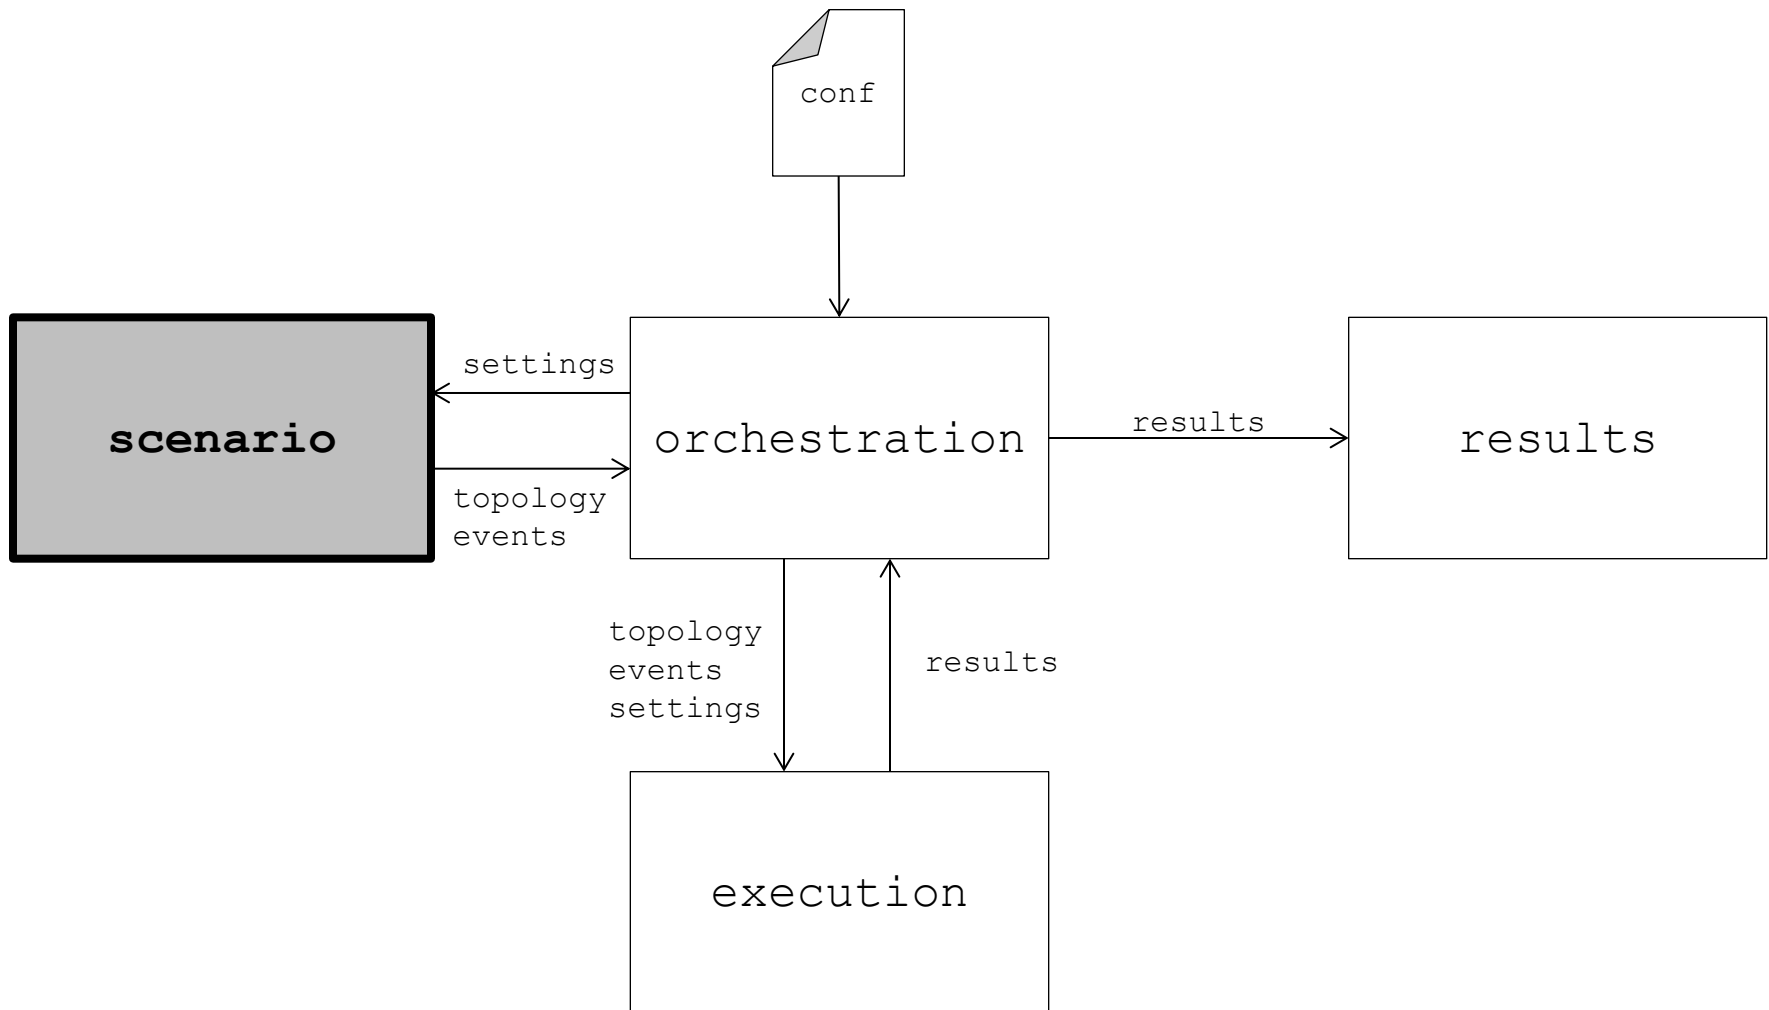 conf
settings
scenario
orchestration
results
results
topology
events
topology
events
settings
results
execution